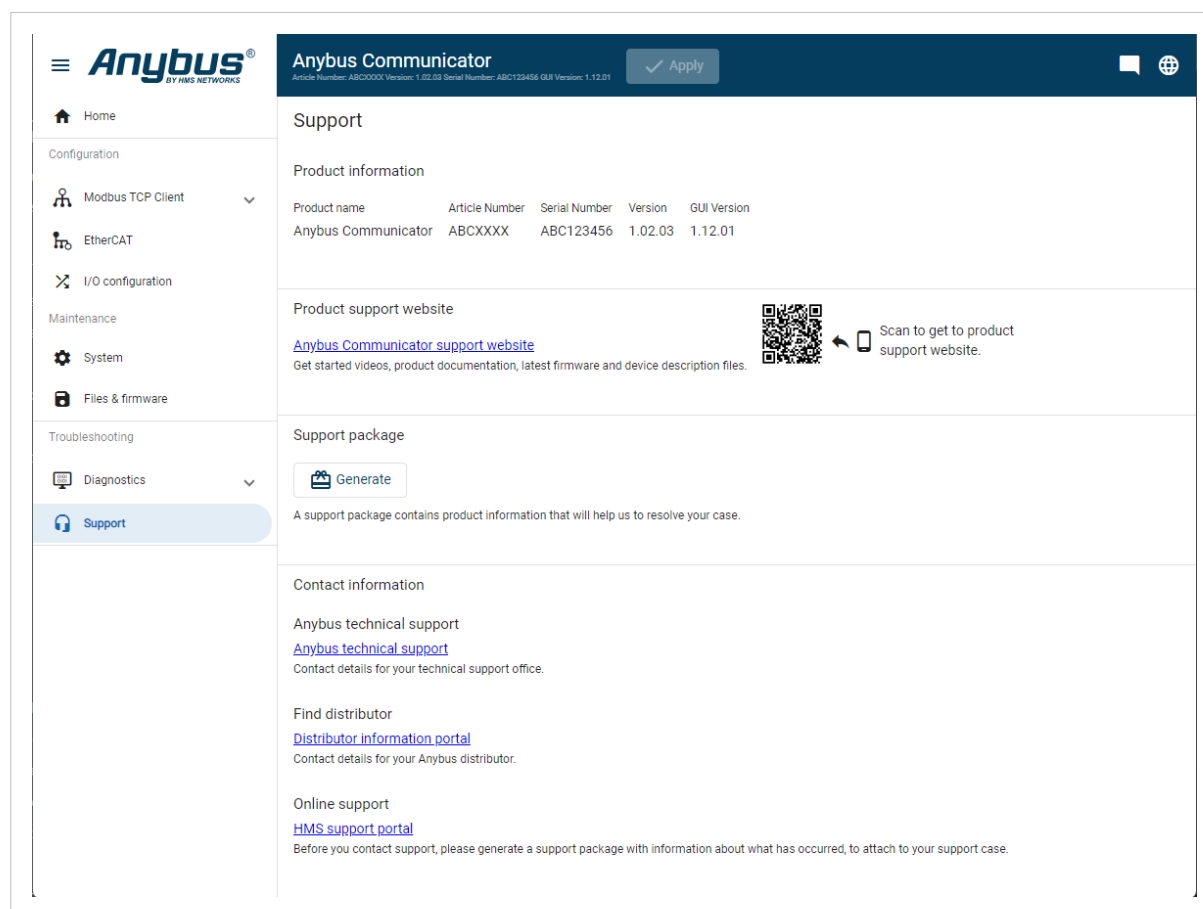 Anybus®
BY HMS NETWORKS
Home
Configuration
Modbus TCP Client
EtherCAT
I/O configuration
Maintenance
System
Files & firmware
Troubleshooting
Diagnostics
Support
Anybus Communicator
Article Number: ABCXXXX Version: 1.02.03 Serial Number: ABC123456 GUI Version: 1.12.01
Apply
Support
Product information
Product name Article Number Serial Number Version GUI Version
Anybus Communicator ABCXXXX ABC123456 1.02.03 1.12.01
Product support website
Anybus Communicator support website
Get started videos, product documentation, latest firmware and device description files.
Scan to get to product
support website.
Support package
Generate
A support package contains product information that will help us to resolve your case.
Contact information
Anybus technical support
Anybus technical support
Contact details for your technical support office.
Find distributor
Distributor information portal
Contact details for your Anybus distributor.
Online support
HMS support portal
Before you contact support, please generate a support package with information about what has occurred, to attach to your support case.